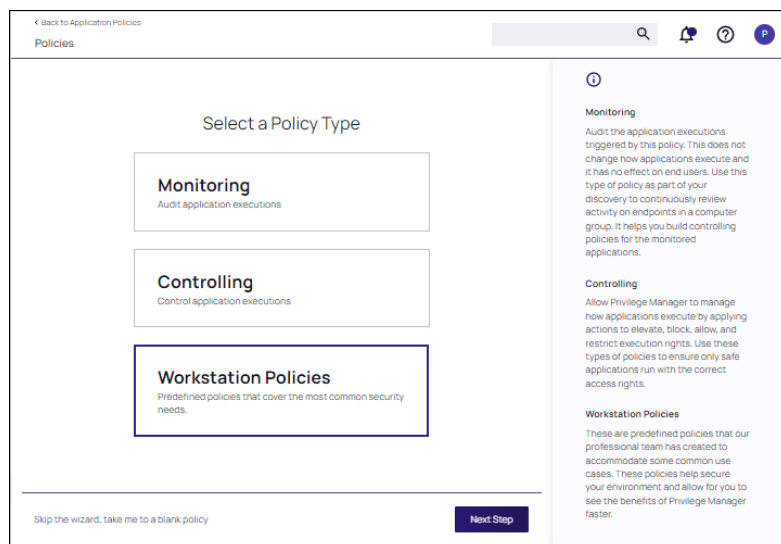 Back to Application Policies
Policies
P
Select a Policy Type
Monitoring
Audit application executions
Controlling
Control application executions
Workstation Policies
Predefined policies that cover the most common security
needs.
Skip the wizard, take me to a blank policy
Next Step
Monitoring
Audit the application executions
triggered by this policy. This does not
change how applications execute and
it has no effect on end users. Use this
type of policy as part of your
discovery to continuously review
activity on endpoints in a computer
group. It helps you build controlling
policies for the monitored
applications.
Controlling
Allow Privilege Manager to manage
how applications execute by applying
actions to elevate, block, allow, and
restrict execution rights. Use these
types of policies to ensure only safe
applications run with the correct
access rights.
Workstation Policies
These are predefined policies that our
professional team has created to
accommodate some common use
cases. These policies help secure
your environment and allow for you to
see the benefits of Privilege Manager
faster.